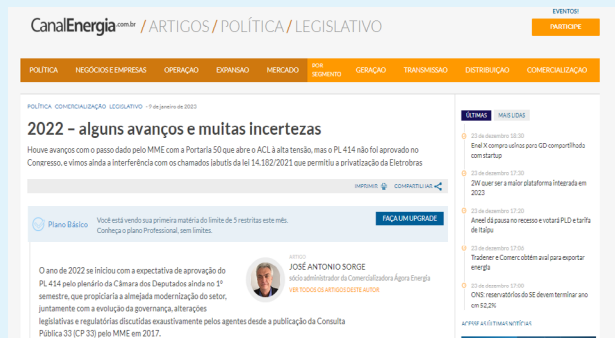 CanalEnergia.com.br / ARTIGOS / POLÍTICA / LEGISLATIVO
EVENTOS!
PARTICIPE
POLÍTICA NEGÓCIOS E EMPRESAS OPERAÇÃO EXPANSÃO MERCADO POR SEGMENTO GERAÇÃO TRANSMISSÃO DISTRIBUIÇÃO COMERCIALIZAÇÃO
POLÍTICA COMERCIALIZAÇÃO LEGISLATIVO - 9 de janeiro de 2023
2022 – alguns avanços e muitas incertezas
Houve avanços com o passo dado pelo MME com a Portaria 50 que abre o ACL à alta tensão, mas o PL 414 não foi aprovado no
Congresso, e vimos ainda a interferência com os chamados jabutis da lei 14.182/2021 que permitiu a privatização da Eletrobras
IMPRIMIR COMPARTILHAR
Plano Básico
Você está vendo sua primeira matéria do limite de 5 restritas este mês.
Conheça o plano Professional, sem limites.
FAÇA UM UPGRADE
O ano de 2022 se iniciou com a expectativa de aprovação do
PL 414 pelo plenário da Câmara dos Deputados ainda no 1º
semestre, que propiciaria a almejada modernização do setor,
juntamente com a evolução da governança, alterações
legislativas e regulatórias discutidas exaustivamente pelos agentes desde a publicação da Consulta
Pública 33 (CP 33) pelo MME em 2017.
ARTIGO
JOSÉ ANTONIO SORGE
sócio administrador da Comercializadora Ágora Energia
VER TODOS OS ARTIGOS DESTE AUTOR
ÚLTIMAS MAIS LIDAS
23 de dezembro 18:30
Enel X compra usinas para GD compartilhada
com startup
23 de dezembro 17:30
2W quer ser a maior plataforma integrada em
2023
23 de dezembro 17:20
Aneel dá pausa no recesso e votará PLD e tarifa
de Itaipu
23 de dezembro 17:06
Tradener e Comerc obtêm aval para exportar
energia
23 de dezembro 17:00
ONS: reservatórios do SE devem terminar ano
em 52,2%
ACESSE AS ÚLTIMAS NOTÍCIAS